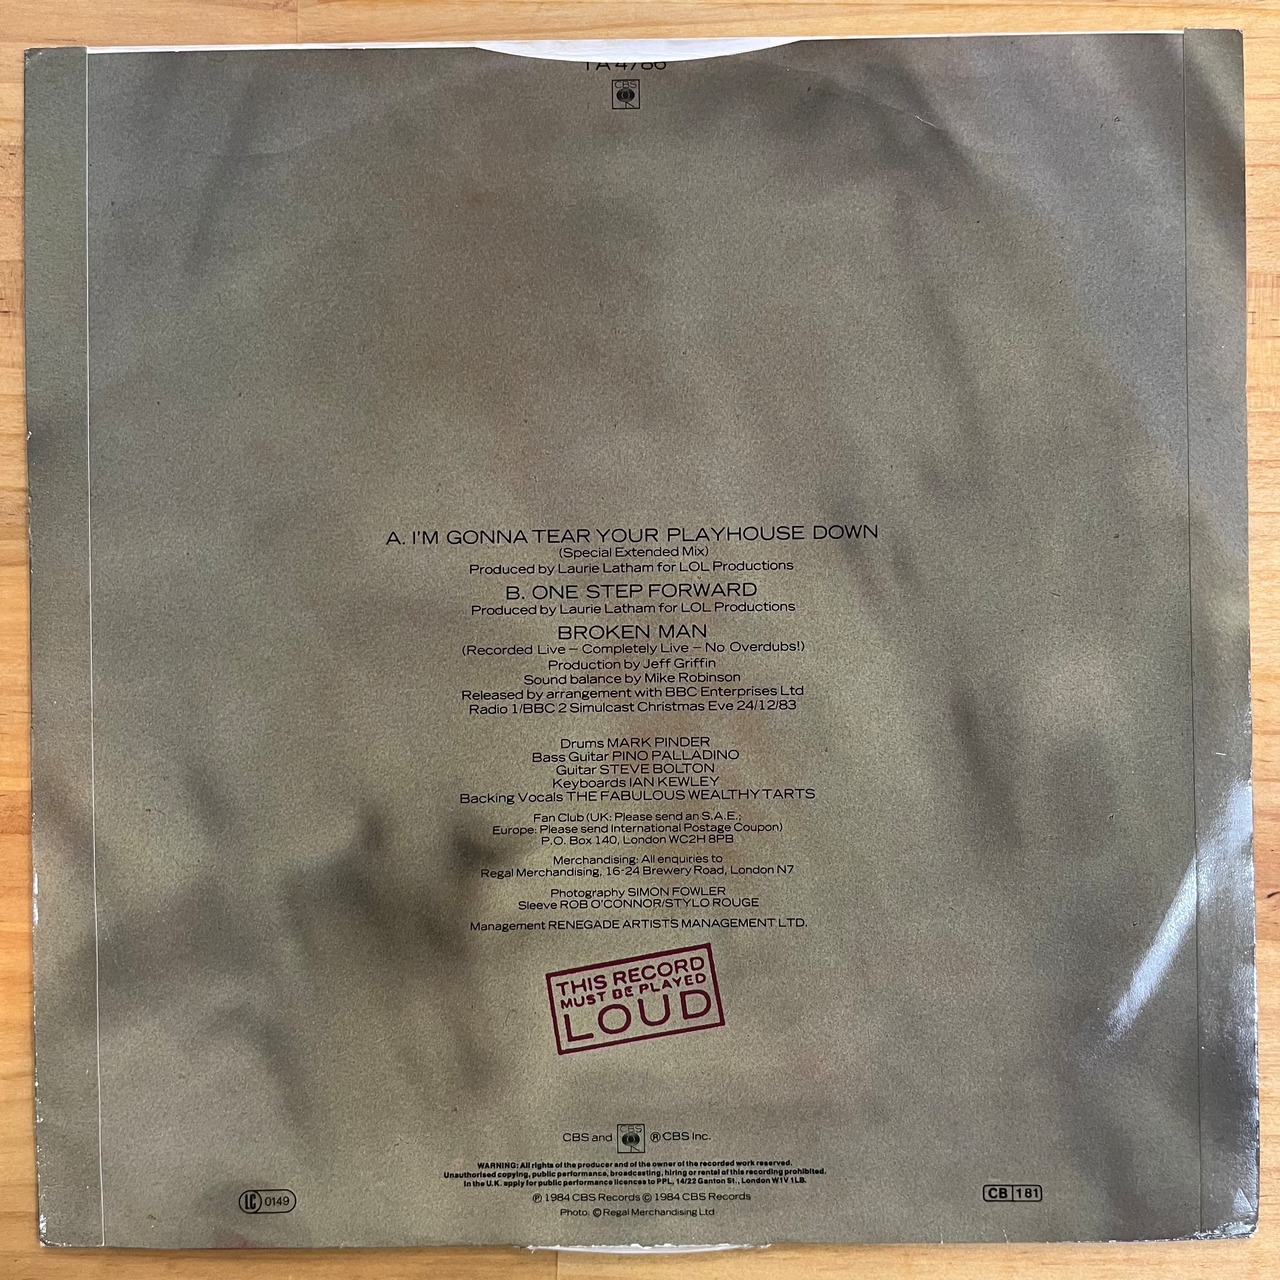 TA 4786
CBS
A. I'M GONNA TEAR YOUR PLAYHOUSE DOWN
(Special Extended Mix)
Produced by Laurie Latham for LOL Productions
B. ONE STEP FORWARD
Produced by Laurie Latham for LOL Productions
BROKEN MAN
(Recorded Live – Completely Live – No Overdubs!)
Production by Jeff Griffin
Sound balance by Mike Robinson
Released by arrangement with BBC Enterprises Ltd
Radio 1/BBC 2 Simulcast Christmas Eve 24/12/83
Drums MARK PINDER
Bass Guitar PINO PALLADINO
Guitar STEVE BOLTON
Keyboards IAN KEWLEY
Backing Vocals THE FABULOUS WEALTHY TARTS
Fan Club (UK: Please send an S.A.E.;
Europe: Please send International Postage Coupon)
P.O. Box 140, London WC2H 8PB
Merchandising: All enquiries to
Regal Merchandising, 16-24 Brewery Road, London N7
Photography SIMON FOWLER
Sleeve ROB O'CONNOR/STYLO ROUGE
Management RENEGADE ARTISTS MANAGEMENT LTD.
THIS RECORD
MUST BE PLAYED
LOUD
CBS and CBS ® CBS Inc.
WARNING: All rights of the producer and of the owner of the recorded work reserved.
Unauthorised copying, public performance, broadcasting, hiring or rental of this recording prohibited.
In the U.K. apply for public performance licences to PPL, 14/22 Ganton St., London W1V 1LB.
LC 0149
℗ 1984 CBS Records © 1984 CBS Records
CB 181
Photo. © Regal Merchandising Ltd